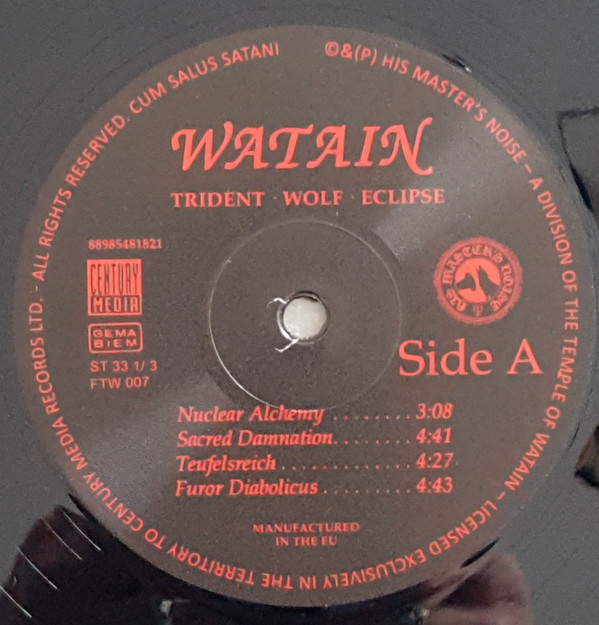 ©&(P) HIS MASTER'S NOISE – A DIVISION OF THE TEMPLE OF WATAIN – LICENSED EXCLUSIVELY IN THE TERRITORY TO CENTURY MEDIA RECORDS LTD. - ALL RIGHTS RESERVED. CUM SALUS SATANI
WATAIN
TRIDENT · WOLF · ECLIPSE
88985481821
CENTURY
MEDIA
HIS MASTER'S NOISE
GEMA
BIEM
ST 33 1/3
FTW 007
Side A
Nuclear Alchemy ........ 3:08
Sacred Damnation........ 4:41
Teufelsreich ............. 4:27
Furor Diabolicus ......... 4:43
MANUFACTURED
IN THE EU